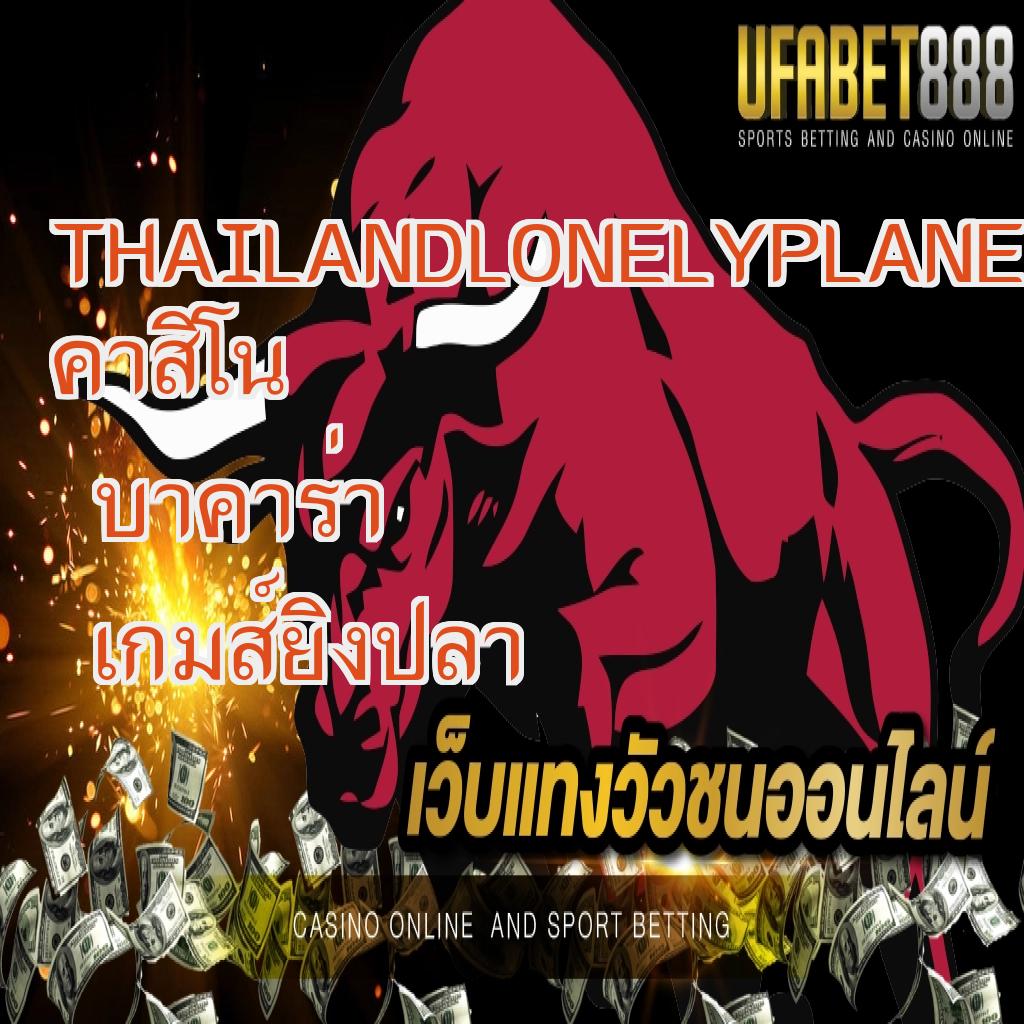 UFABET888
SPORTS BETTING AND CASINO ONLINE
THAILANDLONELYPLANE
คาสิโน
บาคาร่า
เกมส์ยิงปลา
เว็บแทงวัวชนออนไลน์
CASINO ONLINE AND SPORT BETTING